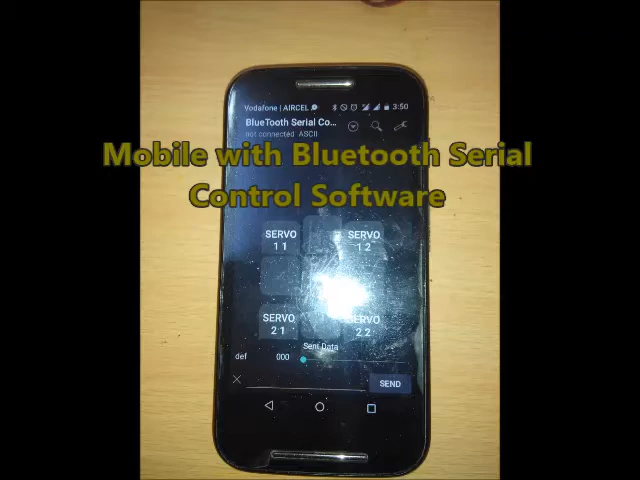 Vodafone | AIRCEL
3:50
BlueTooth Serial Co...
not connected ASCII
Mobile with Bluetooth Serial
Control Software
SERVO
1 1
SERVO
1 2
SERVO
2 1
SERVO
2 2
Sent Data
def
000
SEND